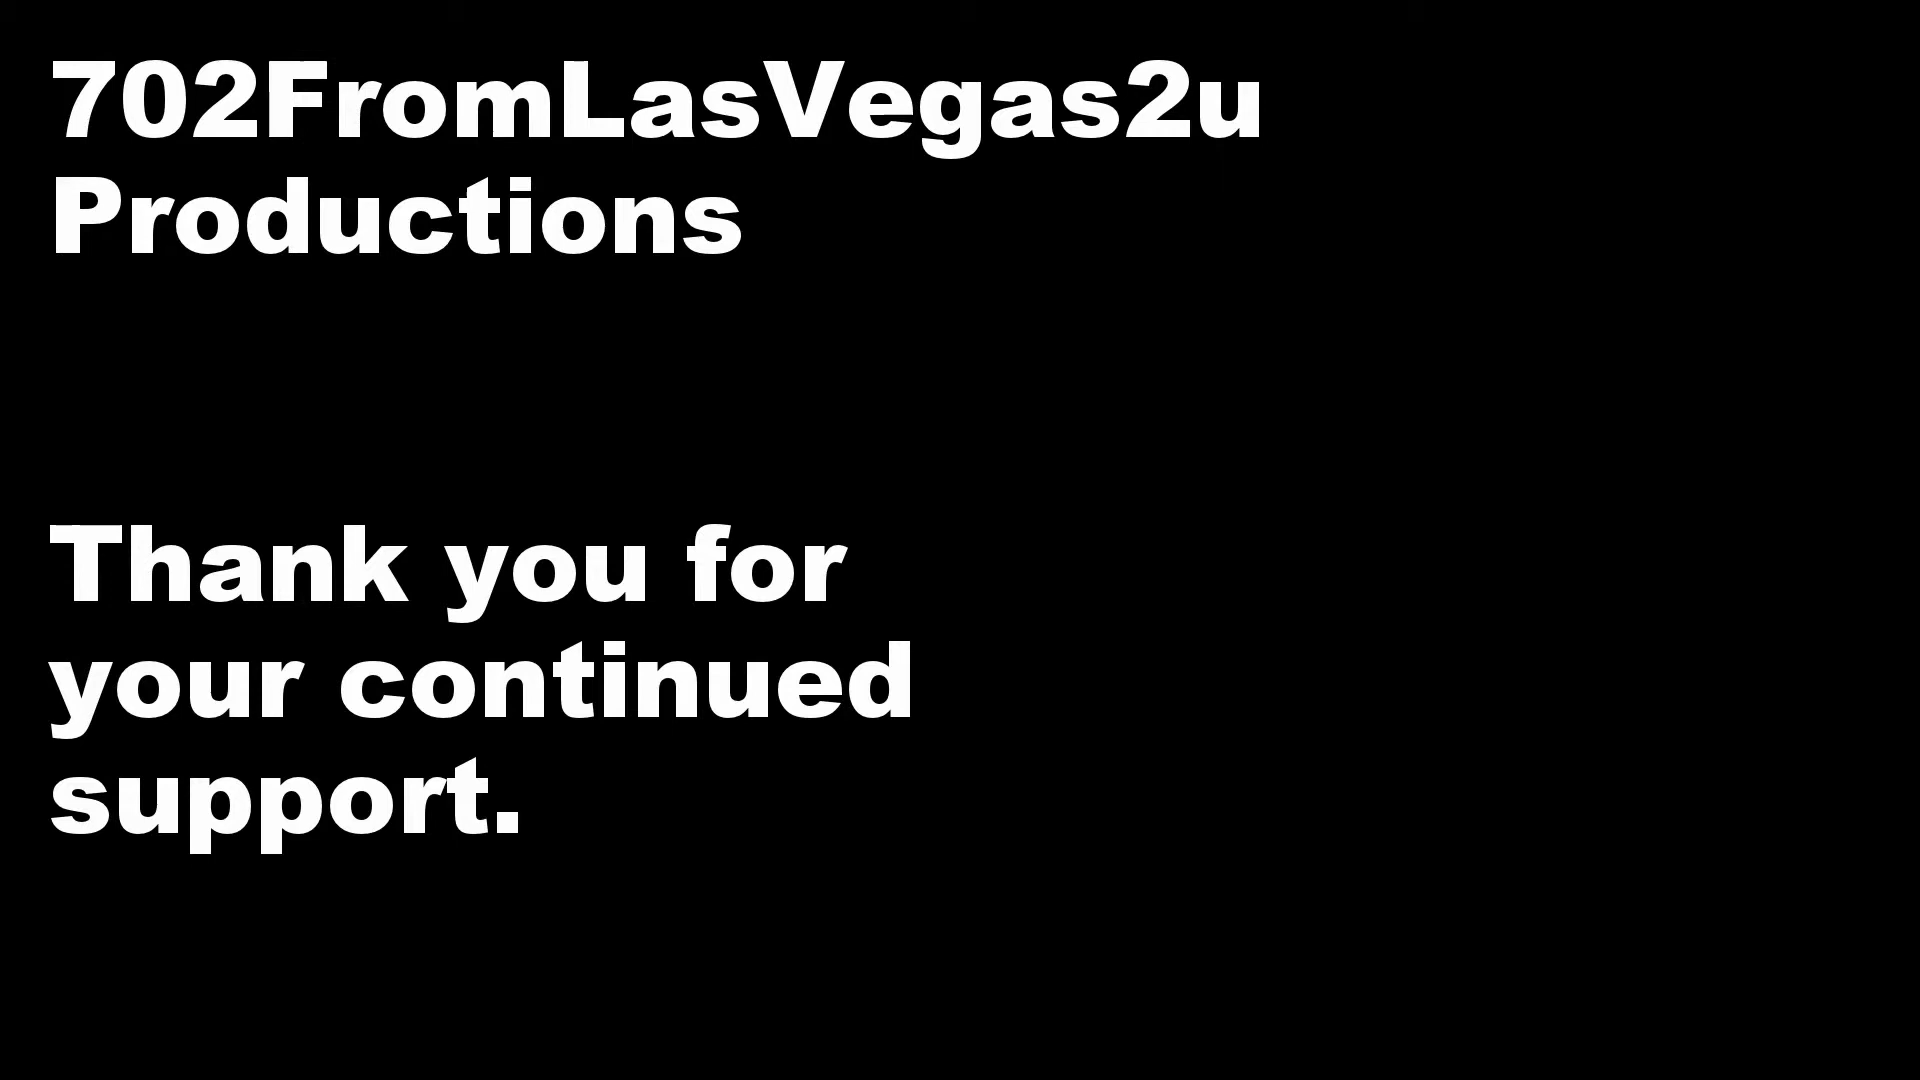 702FromLasVegas2u
Productions
Thank you for
your continued
support.